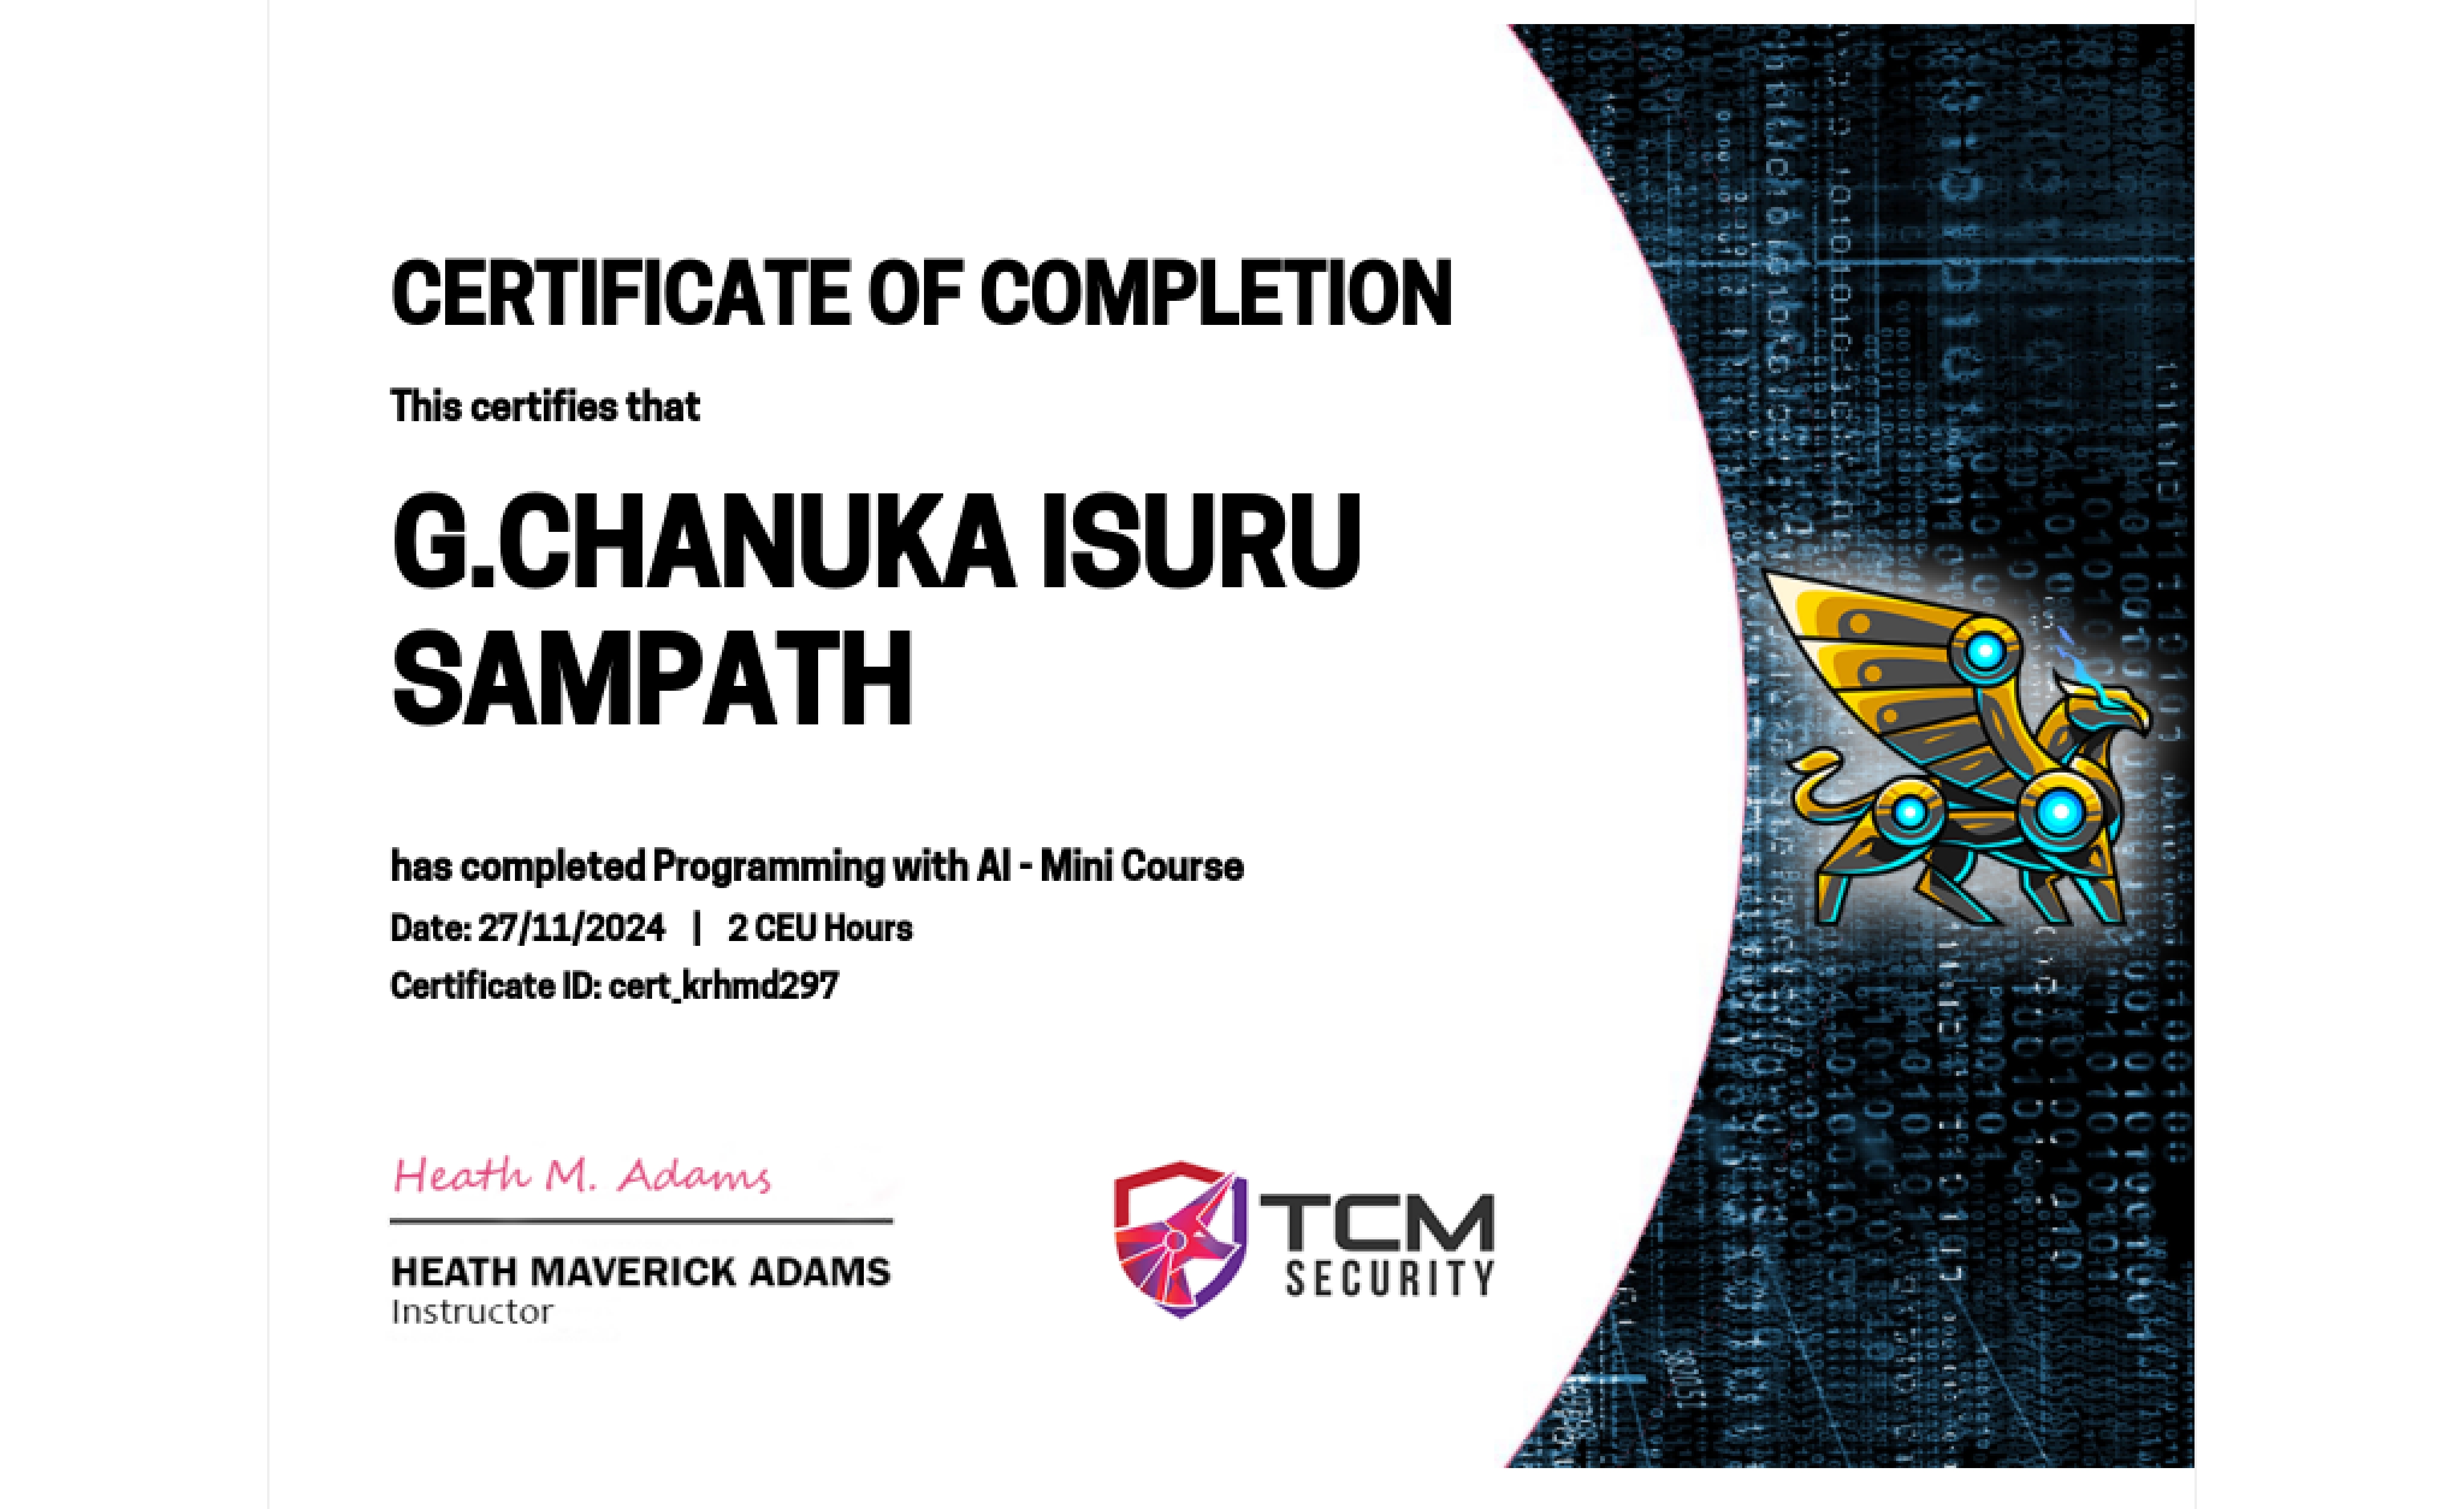 CERTIFICATE OF COMPLETION
This certifies that
G.CHANUKA ISURU
SAMPATH
has completed Programming with AI - Mini Course
Date: 27/11/2024 | 2 CEU Hours
Certificate ID: cert_krhmd297
Heath M. Adams
HEATH MAVERICK ADAMS
Instructor
TCM
SECURITY